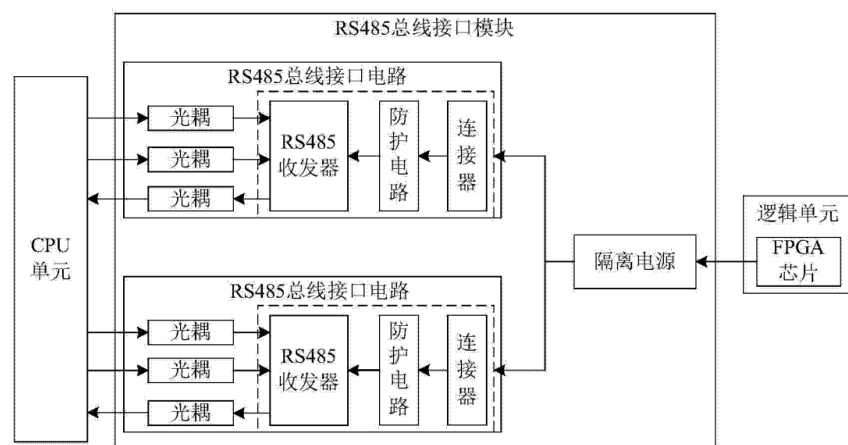 RS485总线接口模块
RS485总线接口电路
光耦
光耦
光耦
RS485
收发器
防护电路
连接器
CPU
单元
隔离电源
逻辑单元
FPGA
芯片
RS485总线接口电路
光耦
光耦
光耦
RS485
收发器
防护电路
连接器